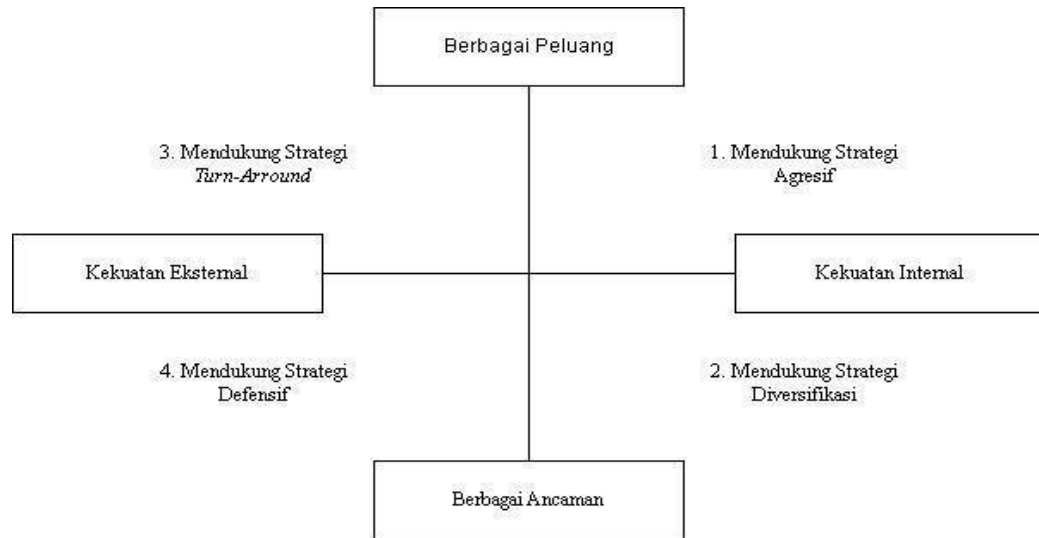 Berbagai Peluang
3. Mendukung Strategi
Turn-Arround
1. Mendukung Strategi
Agresif
Kekuatan Eksternal
Kekuatan Internal
4. Mendukung Strategi
Defensif
2. Mendukung Strategi
Diversifikasi
Berbagai Ancaman